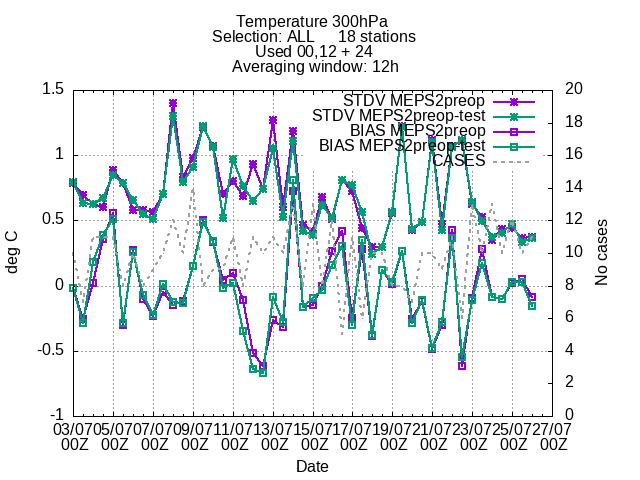 Temperature 300hPa
Selection: ALL 18 stations
Used 00,12 + 24
Averaging window: 12h
STDV MEPS2preop
STDV MEPS2preop-test
BIAS MEPS2preop
BIAS MEPS2preop-test
CASES
deg C
1.5
1
0.5
0
-0.5
-1
No cases
20
18
16
14
12
10
8
6
4
2
0
03/07 05/07 07/07 09/07 11/07 13/07 15/07 17/07 19/07 21/07 23/07 25/07 27/07
00Z 00Z 00Z 00Z 00Z 00Z 00Z 00Z 00Z 00Z 00Z 00Z 00Z
Date